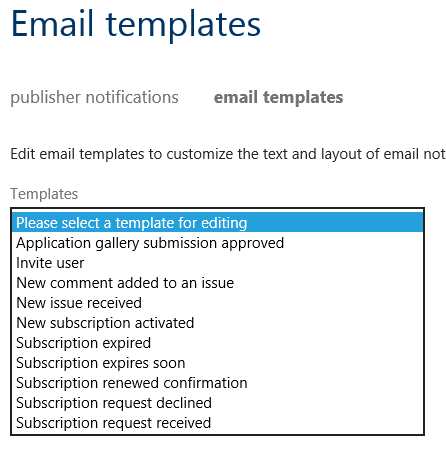 Email templates
publisher notifications email templates
Edit email templates to customize the text and layout of email not
Templates
Please select a template for editing
Application gallery submission approved
Invite user
New comment added to an issue
New issue received
New subscription activated
Subscription expired
Subscription expires soon
Subscription renewed confirmation
Subscription request declined
Subscription request received